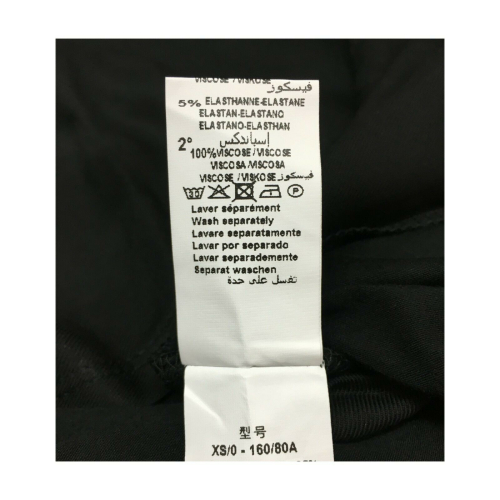 VISCOSE / VISKOSE فيسكوز
5% ELASTHANNE-ELASTANE
ELASTAN-ELASTANO
ELASTANO-ELASTHAN
2° إسباندكس
100%VISCOSE / VISCOSE
VISCOSA /VISCOSA
VISCOSE / VISKOSE فيسكوز
30 P
Laver séparément
Wash separately
Lavare separatamente
Lavar por separado
Lavar separademente
Separat waschen
تغسل على حدة
型号
XS/0 - 160/80A